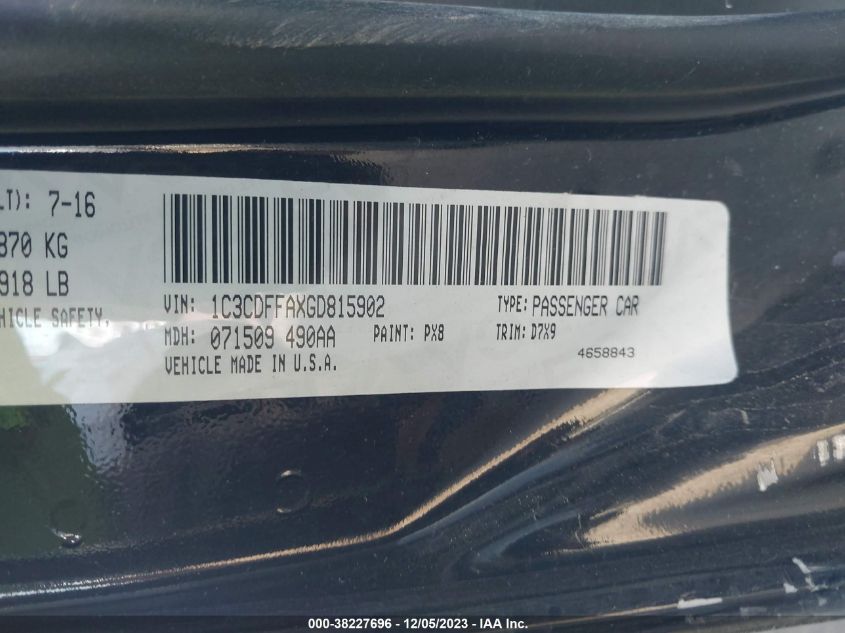 LT): 7-16
870 KG
918 LB
HICLE SAFETY,
VIN: 1C3CDFFAXGD815902 TYPE: PASSENGER CAR
MDH: 071509 490AA PAINT: PX8 TRIM: D7X9
VEHICLE MADE IN U.S.A. 4658843
000-38227696 - 12/05/2023 - IAA Inc.